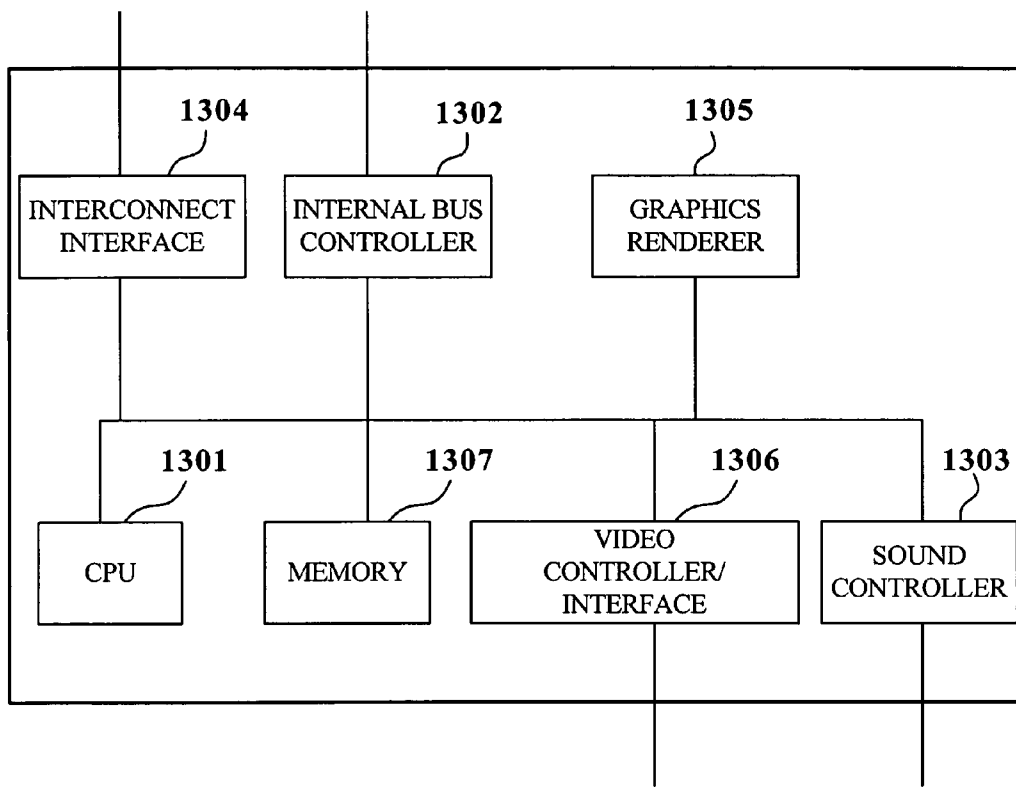 1304
1302
1305
INTERCONNECT
INTERFACE
INTERNAL BUS
CONTROLLER
GRAPHICS
RENDERER
1301
1307
1306
1303
CPU
MEMORY
VIDEO
CONTROLLER/
INTERFACE
SOUND
CONTROLLER